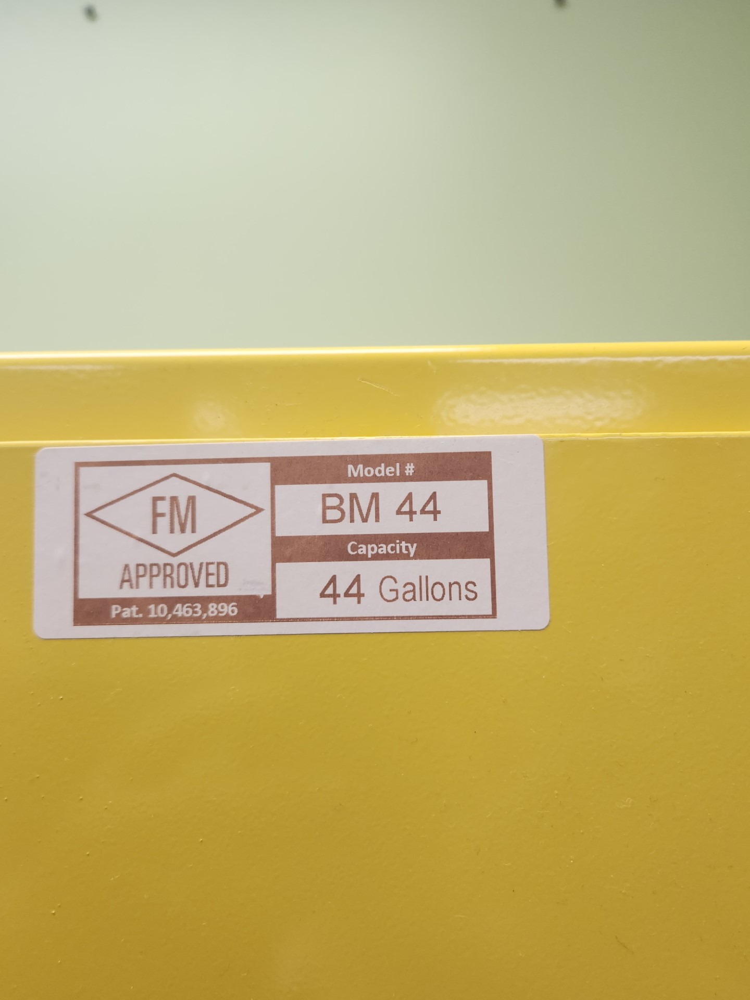 FM
APPROVED
Pat. 10,463,896
Model #
BM 44
Capacity
44 Gallons